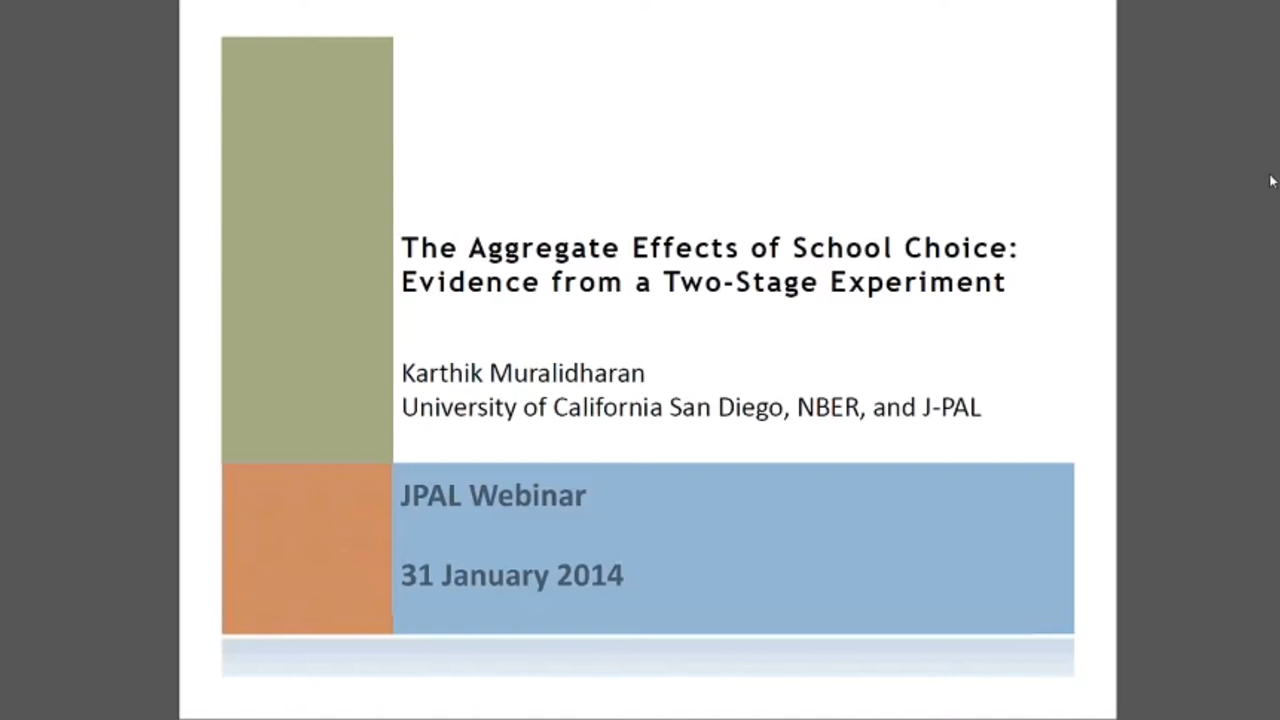 The Aggregate Effects of School Choice:
Evidence from a Two-Stage Experiment
Karthik Muralidharan
University of California San Diego, NBER, and J-PAL
JPAL Webinar
31 January 2014